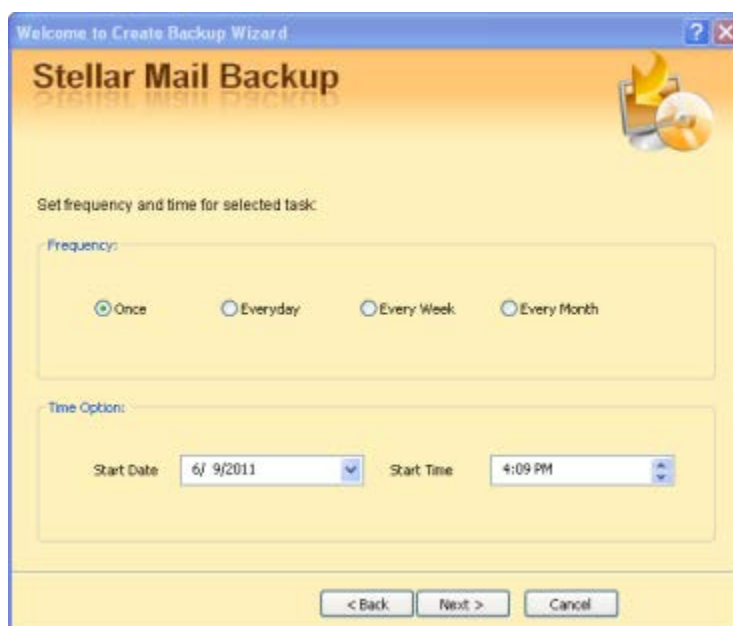 Welcome to Create Backup Wizard
?
Stellar Mail Backup
Set frequency and time for selected task:
Frequency:
Once Everyday Every Week Every Month
Time Option:
Start Date 6/ 9/2011 Start Time 4:09 PM
< Back Next > Cancel